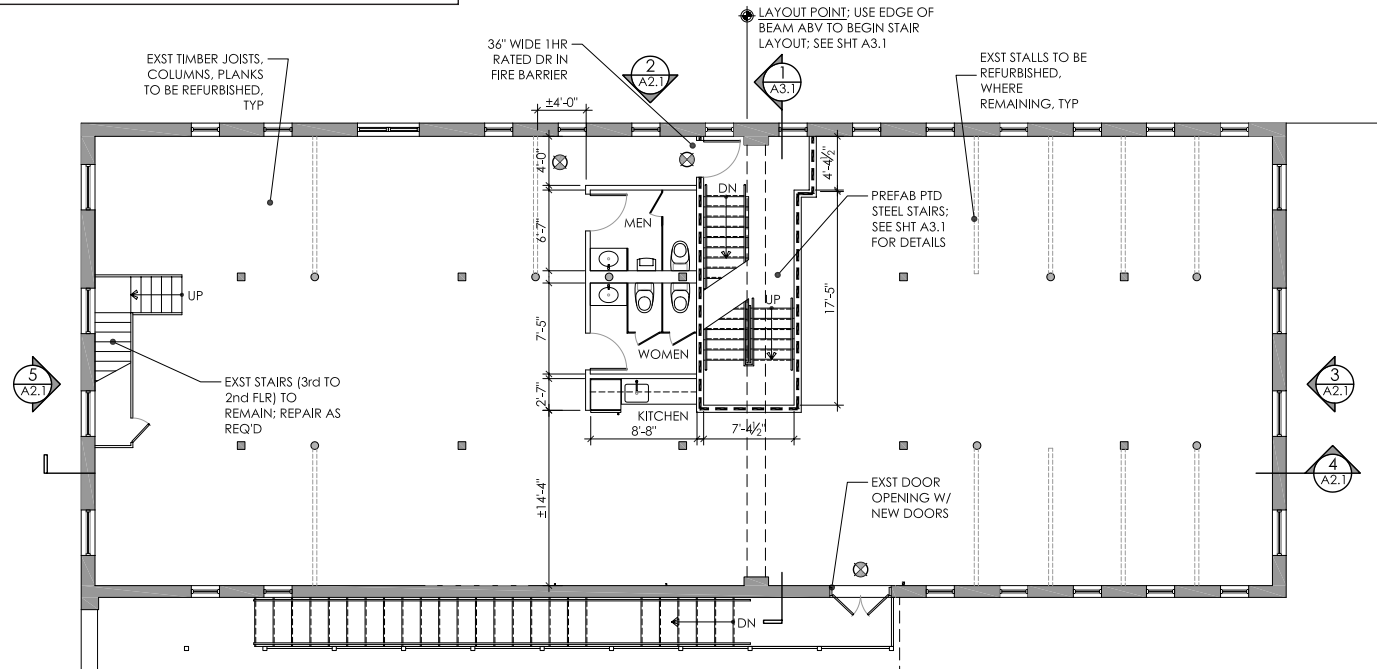 LAYOUT POINT; USE EDGE OF
BEAM ABV TO BEGIN STAIR
LAYOUT; SEE SHT A3.1
EXST TIMBER JOISTS,
COLUMNS, PLANKS
TO BE REFURBISHED,
TYP
36" WIDE 1HR
RATED DR IN
FIRE BARRIER
2
A2.1
1
A3.1
EXST STALLS TO BE
REFURBISHED,
WHERE
REMAINING, TYP
±4'-0"
4'-0"
4'-4½"
DN
PREFAB PTD
STEEL STAIRS;
SEE SHT A3.1
FOR DETAILS
MEN
6'-7"
UP
UP
17'-5"
7'-5"
WOMEN
5
A2.1
EXST STAIRS (3rd TO
2nd FLR) TO
REMAIN; REPAIR AS
REQ'D
3
A2.1
2'-7"
KITCHEN
8'-8"
7'-4½"
4
A2.1
±14'-4"
EXST DOOR
OPENING W/
NEW DOORS
DN